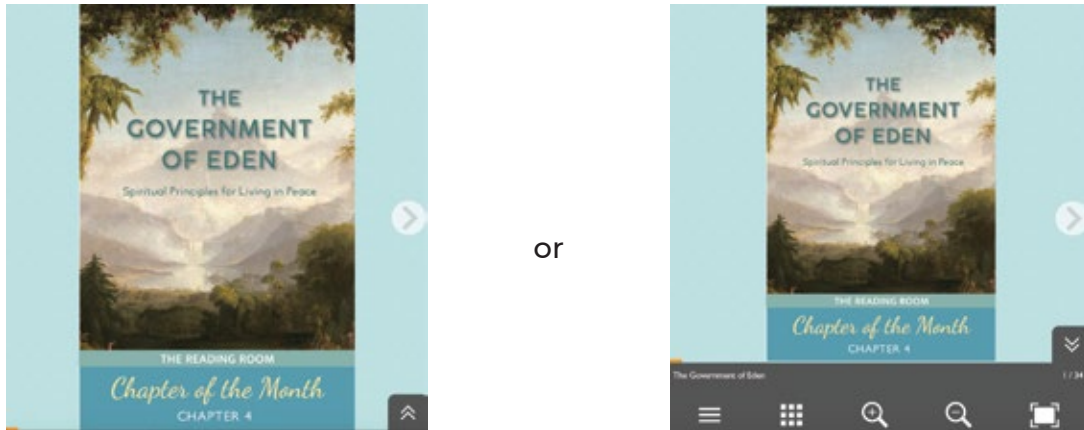 THE
GOVERNMENT
OF EDEN
Spiritual Principles for Living in Peace
THE READING ROOM
Chapter of the Month
CHAPTER 4
or
THE
GOVERNMENT
OF EDEN
Spiritual Principles for Living in Peace
THE READING ROOM
Chapter of the Month
CHAPTER 4
The Government of Eden
1 / 34